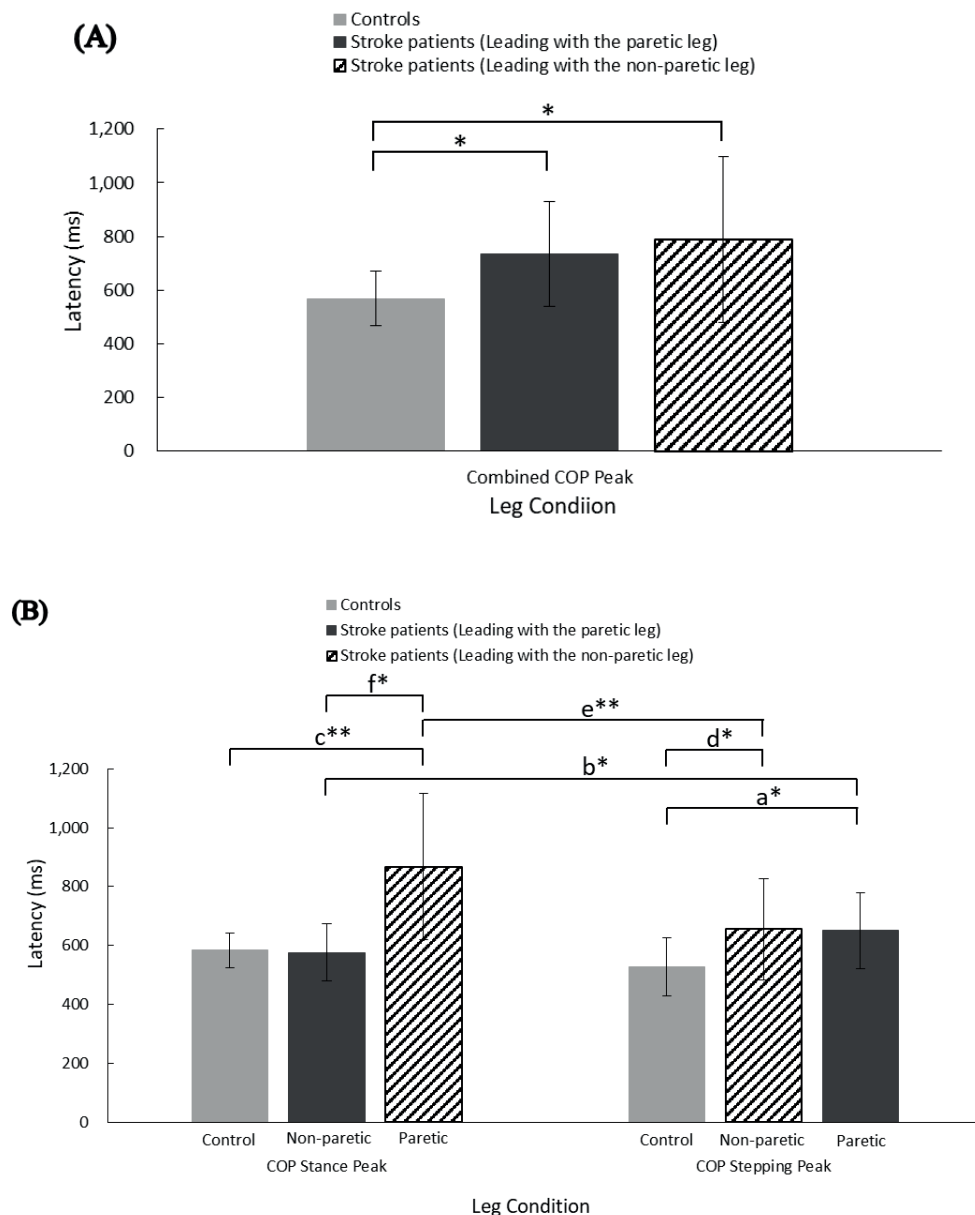 (A)
Controls
Stroke patients (Leading with the paretic leg)
Stroke patients (Leading with the non-paretic leg)
*
*
1,200
1,000
800
600
400
200
0
Latency (ms)
Combined COP Peak
Leg Condiion
(B)
Controls
Stroke patients (Leading with the paretic leg)
Stroke patients (Leading with the non-paretic leg)
f*
e**
c**
d*
b*
a*
1,200
1,000
800
600
400
200
0
Latency (ms)
Control Non-paretic Paretic Control Non-paretic Paretic
COP Stance Peak COP Stepping Peak
Leg Condition